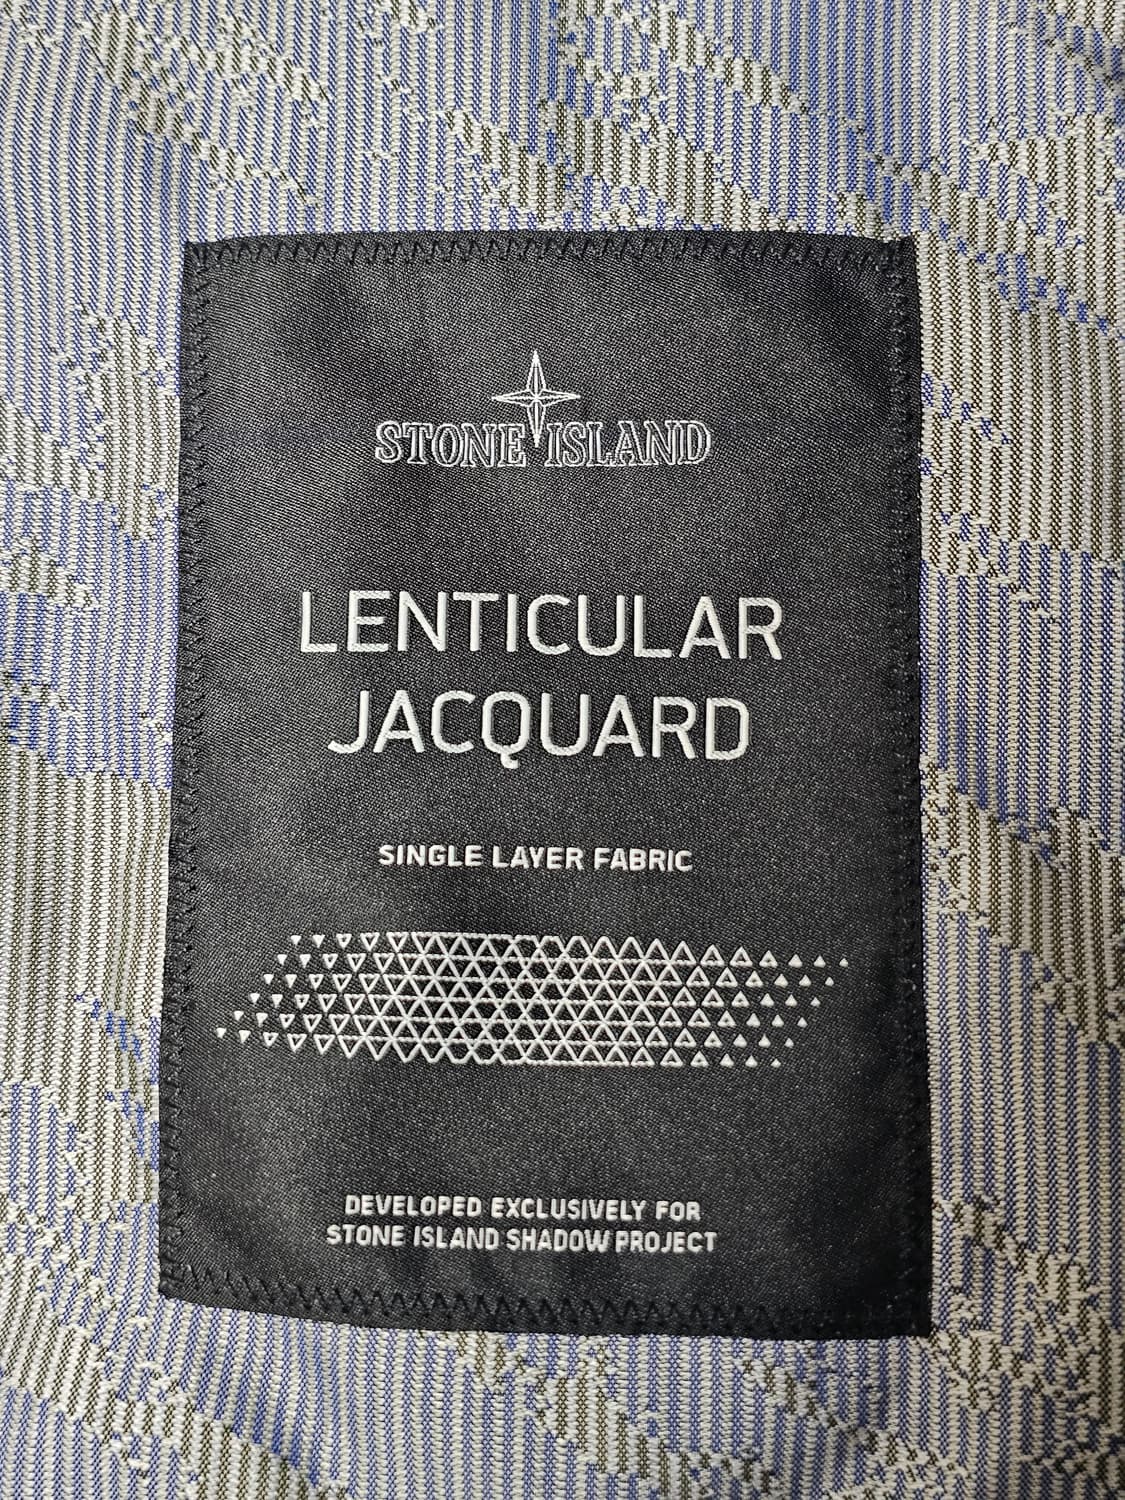 STONE ISLAND
LENTICULAR
JACQUARD
SINGLE LAYER FABRIC
DEVELOPED EXCLUSIVELY FOR
STONE ISLAND SHADOW PROJECT